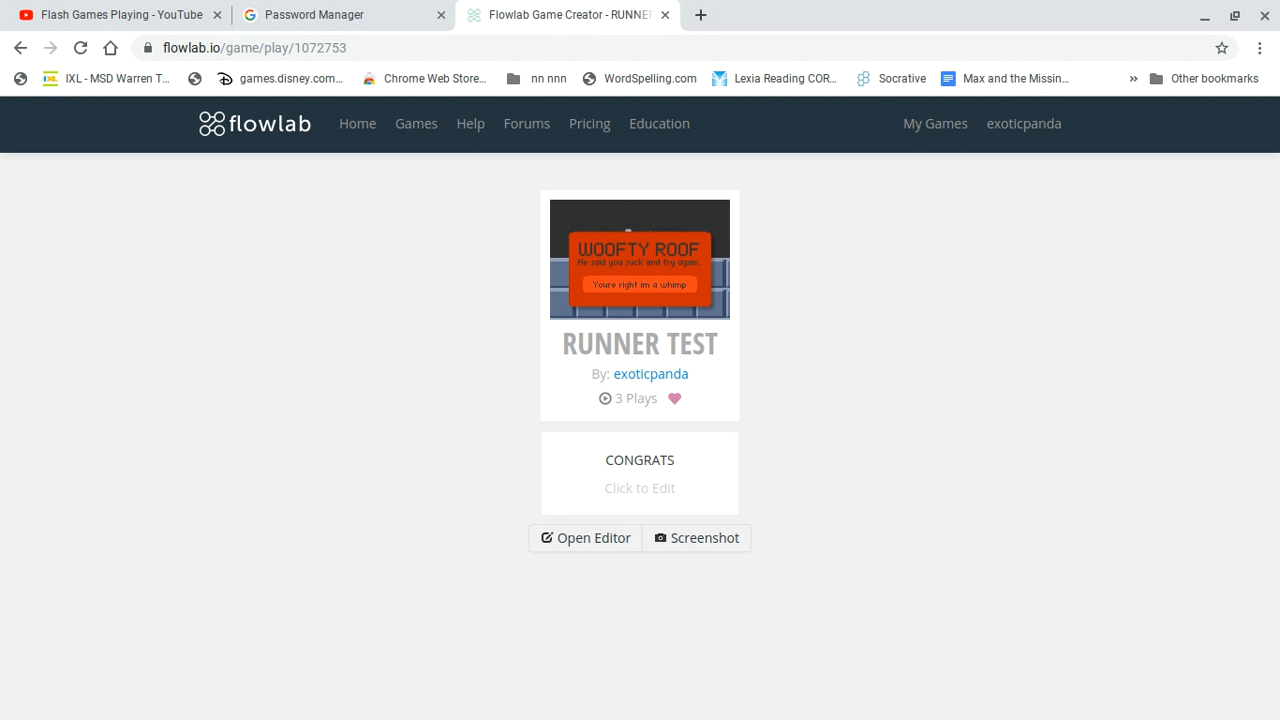 Flash Games Playing - YouTube
Password Manager
Flowlab Game Creator - RUNNE
flowlab.io/game/play/1072753
IXL - MSD Warren T...
games.disney.com...
Chrome Web Store...
nn nnn
WordSpelling.com
Lexia Reading COR...
Socrative
Max and the Missin...
»
Other bookmarks
flowlab
Home
Games
Help
Forums
Pricing
Education
My Games
exoticpanda
WOOFTY ROOF
He said you suck and try again.
Youre right im a whimp
RUNNER TEST
By: exoticpanda
3 Plays
CONGRATS
Click to Edit
Open Editor
Screenshot